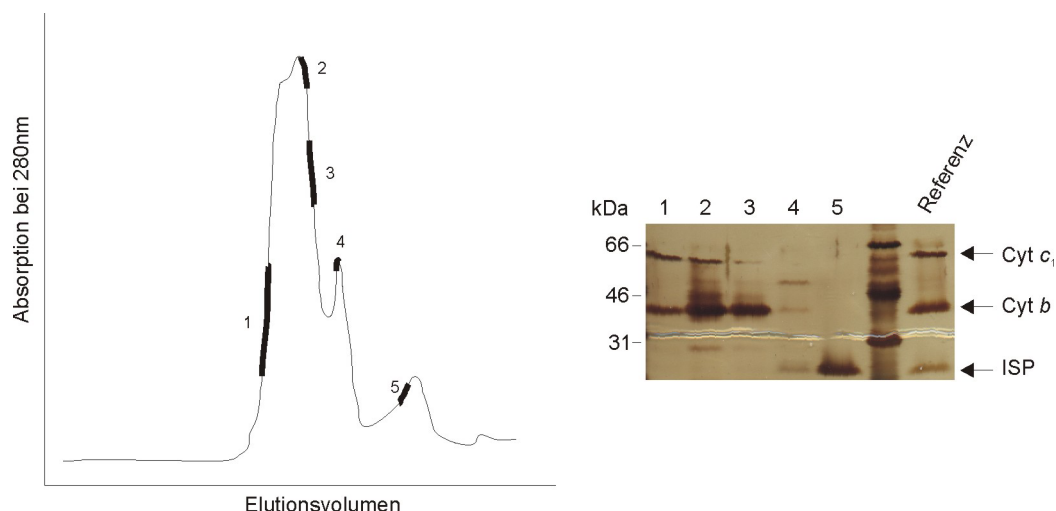 Absorption bei 280nm
1
2
3
4
5
Elutionsvolumen
Referenz
kDa 1 2 3 4 5
66
46
31
Cyt c₁
Cyt b
ISP